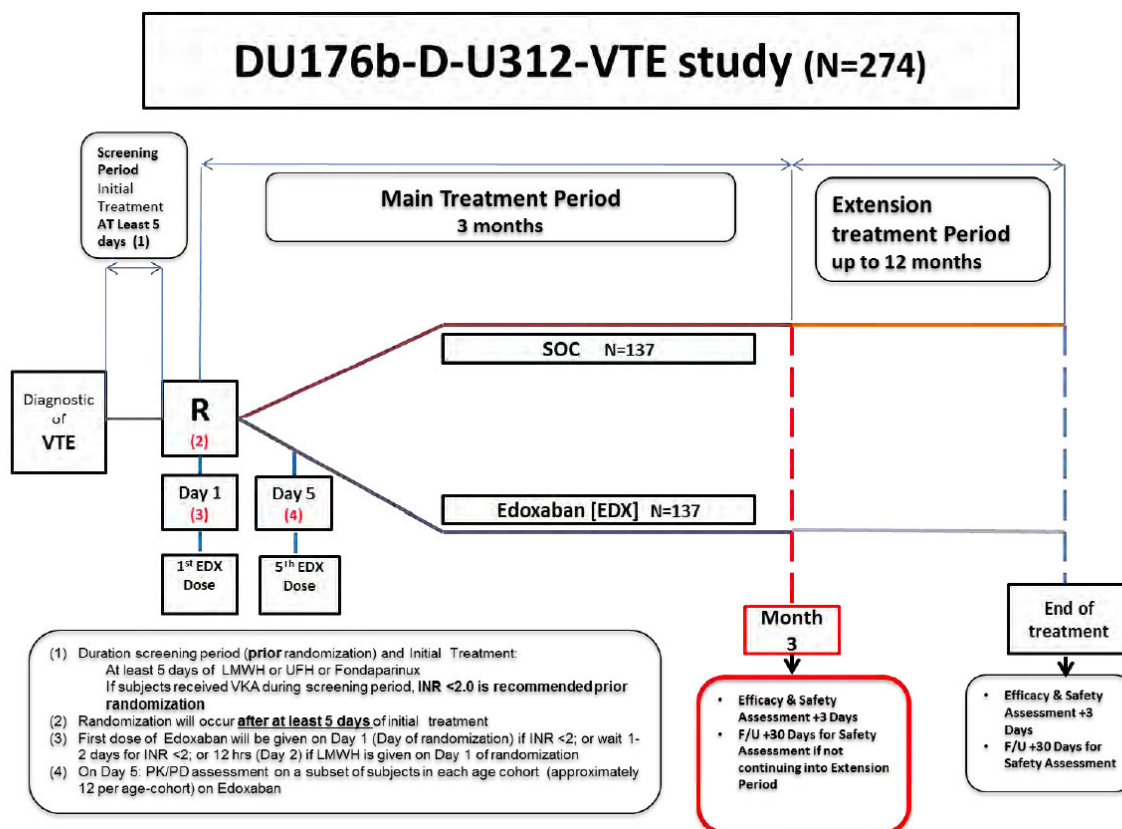 DU176b-D-U312-VTE study (N=274)
Screening
Period
Initial
Treatment
AT Least 5
days (1)
Main Treatment Period
3 months
Extension
treatment Period
up to 12 months
SOC N=137
Diagnostic
of
VTE
R
(2)
Day 1
(3)
Day 5
(4)
Edoxaban [EDX] N=137
1st EDX
Dose
5Th EDX
Dose
Month
3
End of
treatment
(1) Duration screening period (prior randomization) and Initial Treatment:
At least 5 days of LMWH or UFH or Fondaparinux
If subjects received VKA during screening period, INR <2.0 is recommended prior
randomization
(2) Randomization will occur after at least 5 days of initial treatment
(3) First dose of Edoxaban will be given on Day 1 (Day of randomization) if INR <2; or wait 1-
2 days for INR <2; or 12 hrs (Day 2) if LMWH is given on Day 1 of randomization
(4) On Day 5: PK/PD assessment on a subset of subjects in each age cohort (approximately
12 per age-cohort) on Edoxaban
• Efficacy & Safety
Assessment +3 Days
• F/U +30 Days for Safety
Assessment if not
continuing into Extension
Period
• Efficacy & Safety
Assessment +3
Days
• F/U +30 Days for
Safety Assessment